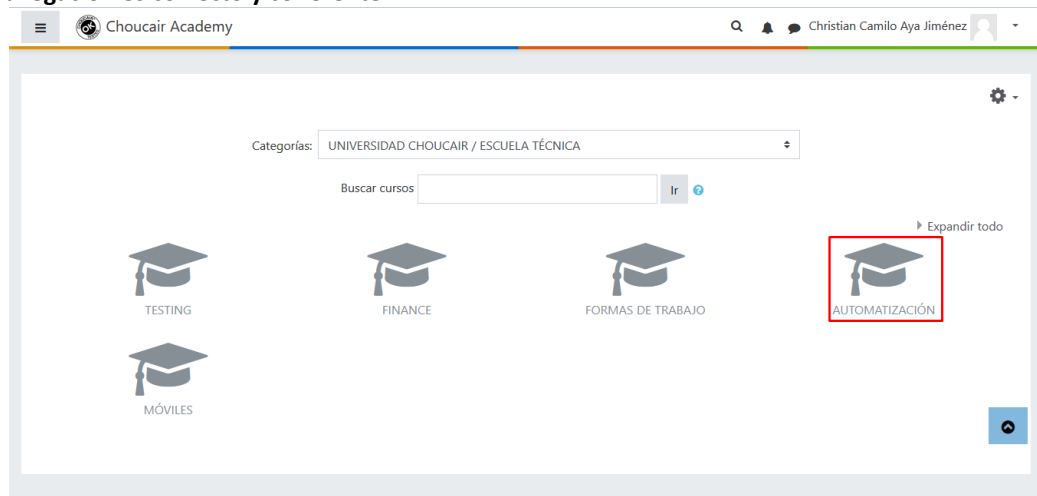 Choucair Academy
Christian Camilo Aya Jiménez
Categorías: UNIVERSIDAD CHOUCAIR / ESCUELA TÉCNICA
Buscar cursos Ir
Expandir todo
TESTING FINANCE FORMAS DE TRABAJO AUTOMATIZACIÓN
MÓVILES